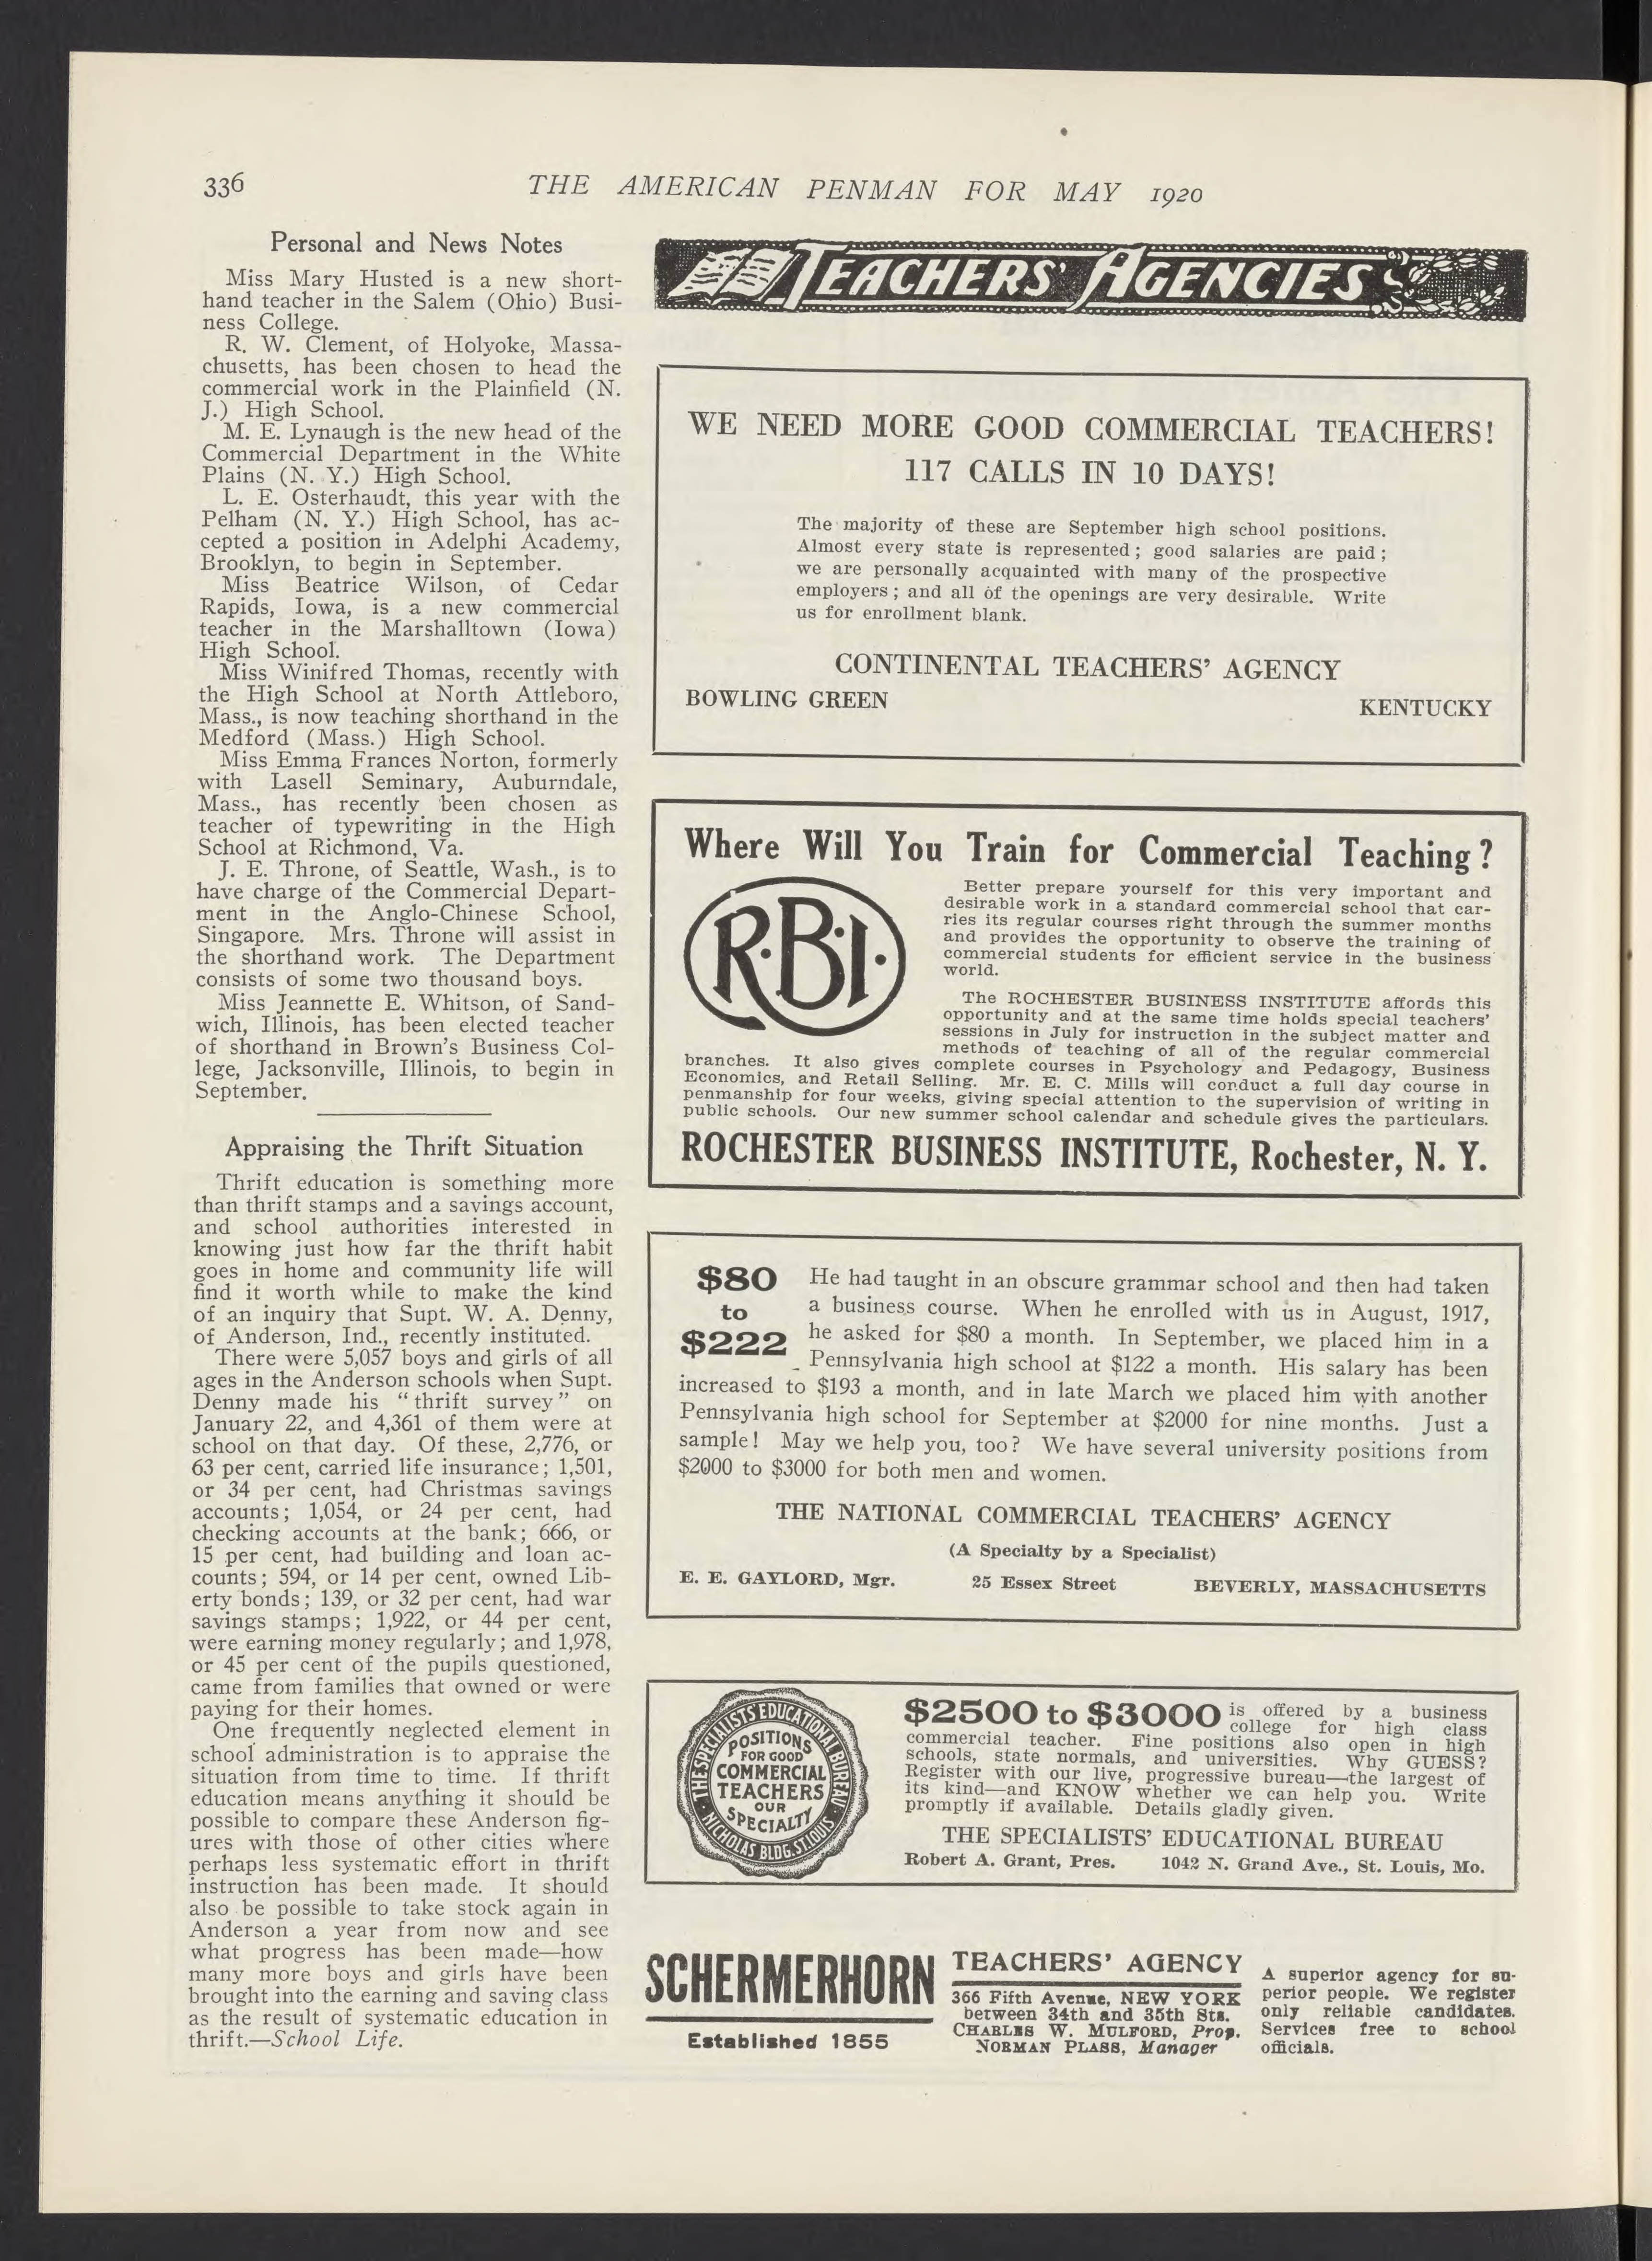 336
THE AMERICAN PENMAN FOR MAY 1920
Personal and News Notes
Miss Mary Husted is a new short-
hand teacher in the Salem (Ohio) Busi-
ness College.
R. W. Clement, of Holyoke, Massa-
chusetts, has been chosen to head the
commercial work in the Plainfield (N.
J.) High School.
M. E. Lynaugh is the new head of the
Commercial Department in the White
Plains (N. Y.) High School.
L. E. Osterhaudt, this year with the
Pelham (N. Y.) High School, has ac-
cepted a position in Adelphi Academy,
Brooklyn, to begin in September.
Miss Beatrice Wilson, of Cedar
Rapids, Iowa, is a new commercial
teacher in the Marshalltown (Iowa)
High School.
Miss Winifred Thomas, recently with
the High School at North Attleboro,
Mass., is now teaching shorthand in the
Medford (Mass.) High School.
Miss Emma Frances Norton, formerly
with Lasell Seminary, Auburndale,
Mass., has recently been chosen as
teacher of typewriting in the High
School at Richmond, Va.
J. E. Throne, of Seattle, Wash., is to
have charge of the Commercial Depart-
ment in the Anglo-Chinese School,
Singapore. Mrs. Throne will assist in
the shorthand work. The Department
consists of some two thousand boys.
Miss Jeannette E. Whitson, of Sand-
wich, Illinois, has been elected teacher
of shorthand in Brown's Business Col-
lege, Jacksonville, Illinois, to begin in
September.
Appraising the Thrift Situation
Thrift education is something more
than thrift stamps and a savings account,
and school authorities interested in
knowing just how far the thrift habit
goes in home and community life will
find it worth while to make the kind
of an inquiry that Supt. W. A. Denny,
of Anderson, Ind., recently instituted.
There were 5,057 boys and girls of all
ages in the Anderson schools when Supt.
Denny made his "thrift survey" on
January 22, and 4,361 of them were at
school on that day. Of these, 2,776, or
63 per cent, carried life insurance; 1,501,
or 34 per cent, had Christmas savings
accounts; 1,054, or 24 per cent, had
checking accounts at the bank; 666, or
15 per cent, had building and loan ac-
counts; 594, or 14 per cent, owned Lib-
erty bonds; 139, or 32 per cent, had war
savings stamps; 1,922, or 44 per cent,
were earning money regularly; and 1,978,
or 45 per cent of the pupils questioned,
came from families that owned or were
paying for their homes.
One frequently neglected element in
school administration is to appraise the
situation from time to time. If thrift
education means anything it should be
possible to compare these Anderson fig-
ures with those of other cities where
perhaps less systematic effort in thrift
instruction has been made. It should
also be possible to take stock again in
Anderson a year from now and see
what progress has been made—how
many more boys and girls have been
brought into the earning and saving class
as the result of systematic education in
thrift.—School Life.
TEACHERS' AGENCIES
WE NEED MORE GOOD COMMERCIAL TEACHERS!
117 CALLS IN 10 DAYS!
The majority of these are September high school positions.
Almost every state is represented; good salaries are paid;
we are personally acquainted with many of the prospective
employers; and all of the openings are very desirable. Write
us for enrollment blank.
CONTINENTAL TEACHERS' AGENCY
BOWLING GREEN KENTUCKY
Where Will You Train for Commercial Teaching?
R·B·I·
Better prepare yourself for this very important and
desirable work in a standard commercial school that car-
ries its regular courses right through the summer months
and provides the opportunity to observe the training of
commercial students for efficient service in the business
world.
The ROCHESTER BUSINESS INSTITUTE affords this
opportunity and at the same time holds special teachers'
sessions in July for instruction in the subject matter and
methods of teaching of all of the regular commercial
branches. It also gives complete courses in Psychology and Pedagogy, Business
Economics, and Retail Selling. Mr. E. C. Mills will conduct a full day course in
penmanship for four weeks, giving special attention to the supervision of writing in
public schools. Our new summer school calendar and schedule gives the particulars.
ROCHESTER BUSINESS INSTITUTE, Rochester, N. Y.
$80
to
$222
He had taught in an obscure grammar school and then had taken
a business course. When he enrolled with us in August, 1917,
he asked for $80 a month. In September, we placed him in a
Pennsylvania high school at $122 a month. His salary has been
increased to $193 a month, and in late March we placed him with another
Pennsylvania high school for September at $2000 for nine months. Just a
sample! May we help you, too? We have several university positions from
$2000 to $3000 for both men and women.
THE NATIONAL COMMERCIAL TEACHERS' AGENCY
(A Specialty by a Specialist)
E. E. GAYLORD, Mgr. 25 Essex Street BEVERLY, MASSACHUSETTS
THE SPECIALISTS EDUCATIONAL BUREAU
POSITIONS
FOR GOOD
COMMERCIAL
TEACHERS
OUR
SPECIALTY
NICHOLAS BLDG. ST. LOUIS
$2500 to $3000 is offered by a business
college for high class
commercial teacher. Fine positions also open in high
schools, state normals, and universities. Why GUESS?
Register with our live, progressive bureau—the largest of
its kind—and KNOW whether we can help you. Write
promptly if available. Details gladly given.
THE SPECIALISTS' EDUCATIONAL BUREAU
Robert A. Grant, Pres. 1042 N. Grand Ave., St. Louis, Mo.
SCHERMERHORN
Established 1855
TEACHERS' AGENCY
366 Fifth Avenue, NEW YORK
between 34th and 35th Sts.
CHARLES W. MULFORD, Prop.
NORMAN PLASS, Manager
A superior agency for su-
perior people. We register
only reliable candidates.
Services free to school
officials.